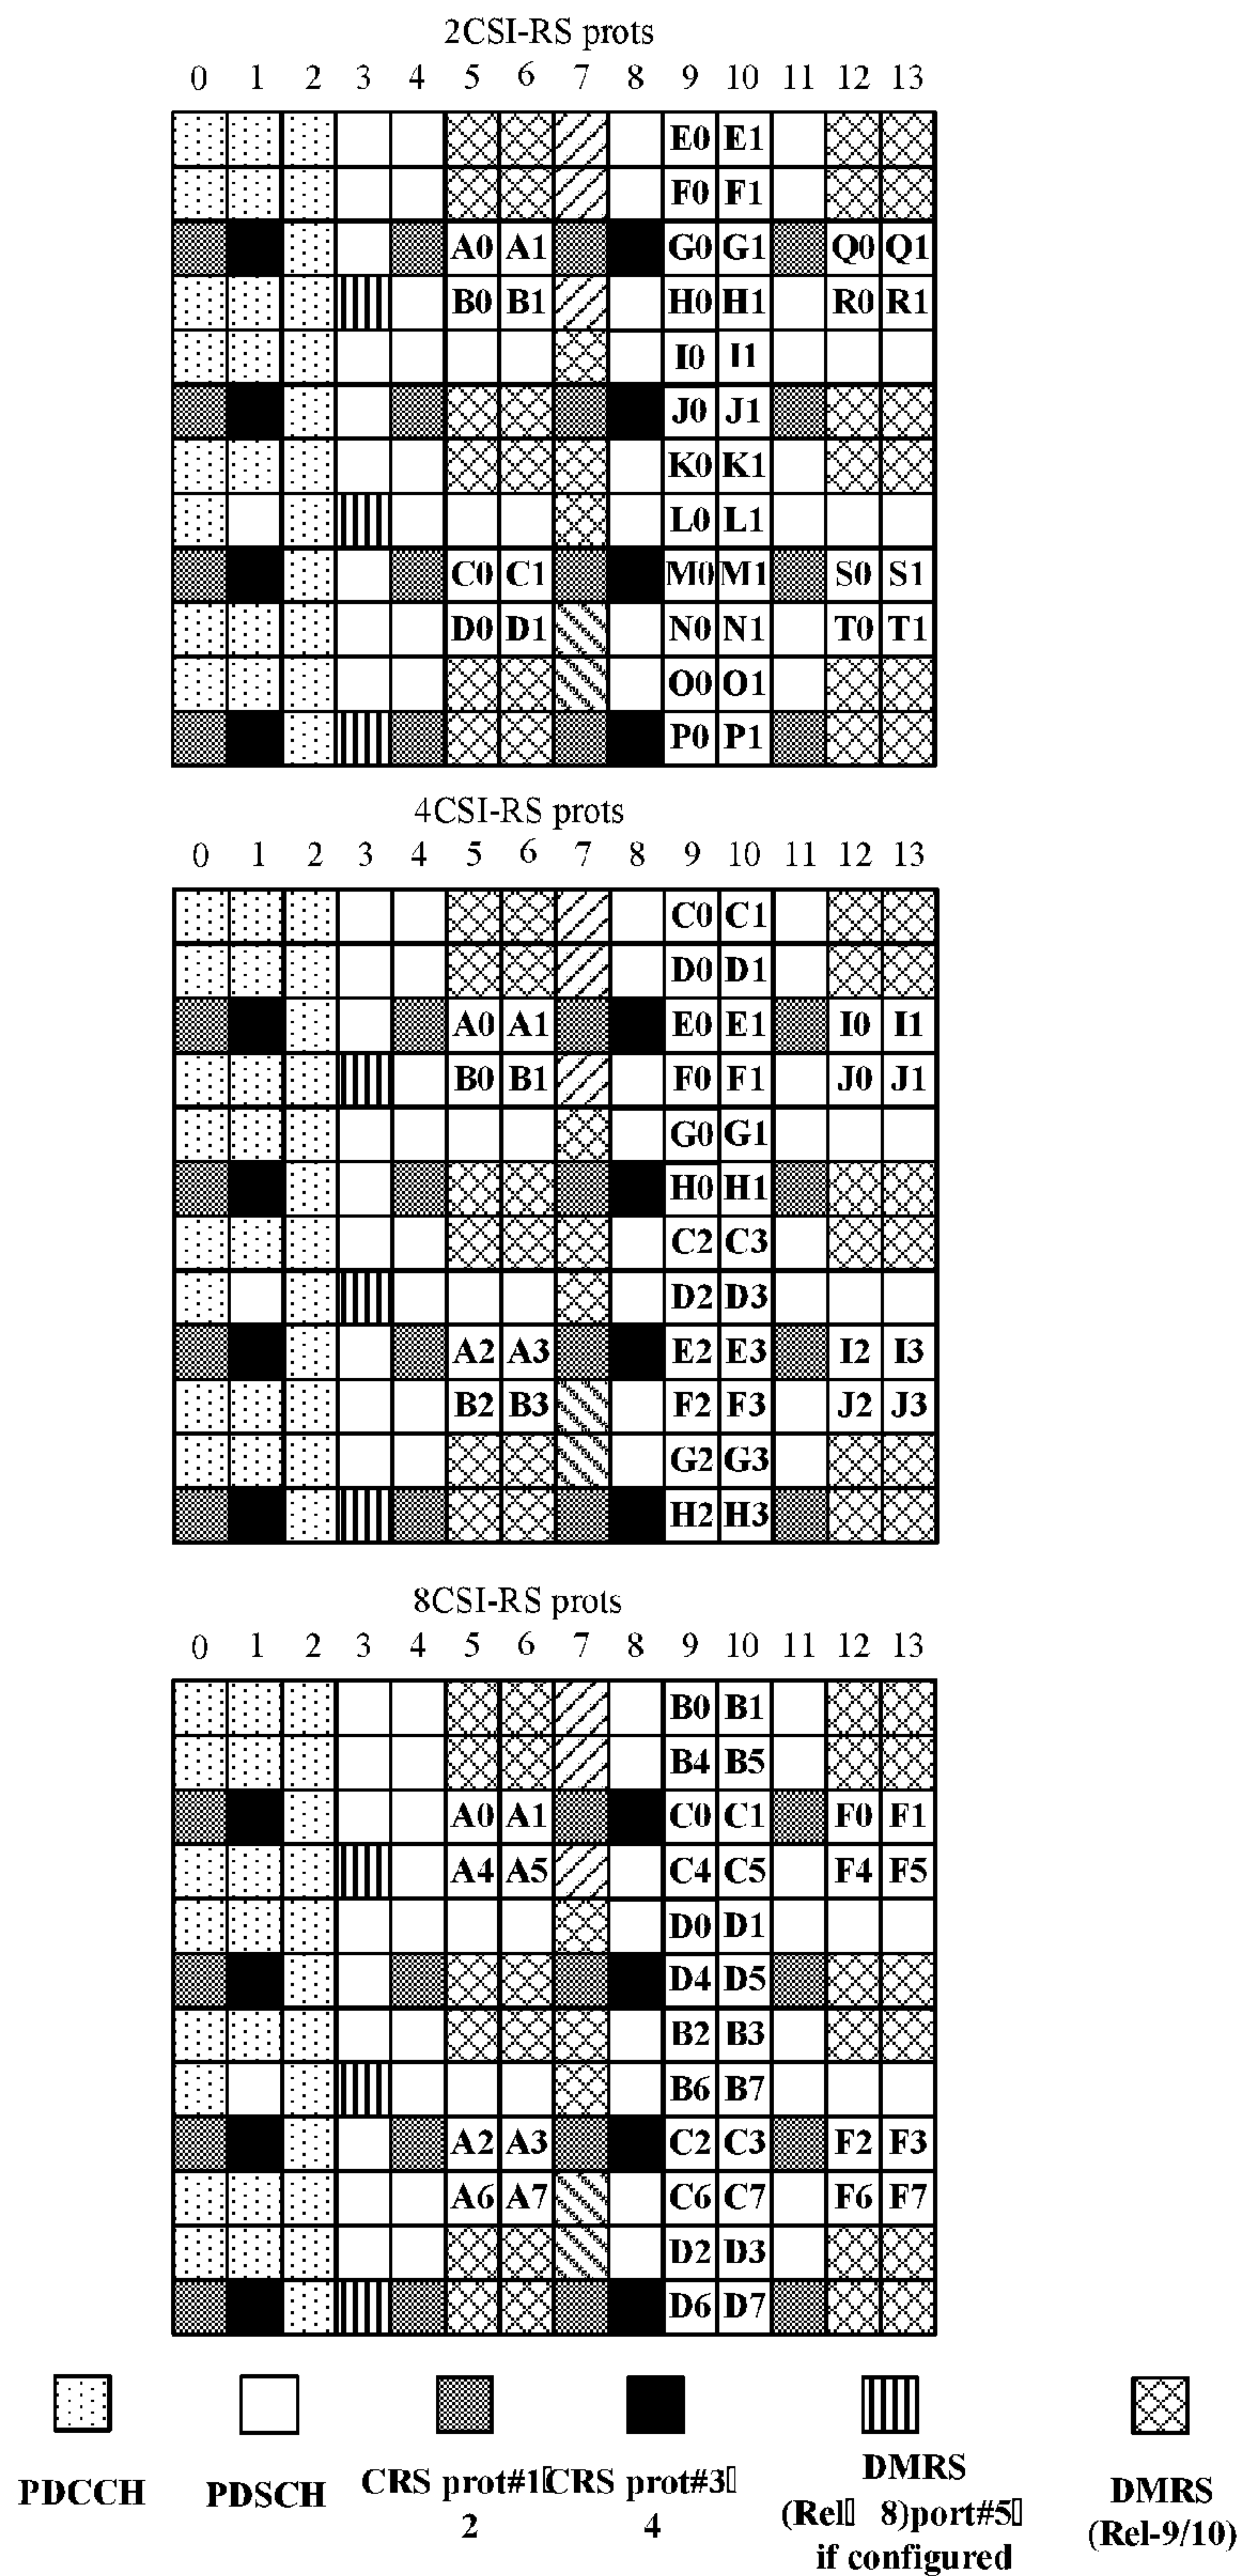 2CSI-RS prots
0 1 2 3 4 5 6 7 8 9 10 11 12 13
E0 E1
F0 F1
A0 A1 G0 G1 Q0 Q1
B0 B1 H0 H1 R0 R1
I0 I1
J0 J1
K0 K1
L0 L1
C0 C1 M0 M1 S0 S1
D0 D1 N0 N1 T0 T1
O0 O1
P0 P1
4CSI-RS prots
0 1 2 3 4 5 6 7 8 9 10 11 12 13
C0 C1
D0 D1
A0 A1 E0 E1 I0 I1
B0 B1 F0 F1 J0 J1
G0 G1
H0 H1
C2 C3
D2 D3
A2 A3 E2 E3 I2 I3
B2 B3 F2 F3 J2 J3
G2 G3
H2 H3
8CSI-RS prots
0 1 2 3 4 5 6 7 8 9 10 11 12 13
B0 B1
B4 B5
A0 A1 C0 C1 F0 F1
A4 A5 C4 C5 F4 F5
D0 D1
D4 D5
B2 B3
B6 B7
A2 A3 C2 C3 F2 F3
A6 A7 C6 C7 F6 F7
D2 D3
D6 D7
PDCCH
PDSCH
CRS prot#1▯
2
CRS prot#3▯
4
DMRS
(Rel▯ 8)port#5▯
if configured
DMRS
(Rel-9/10)